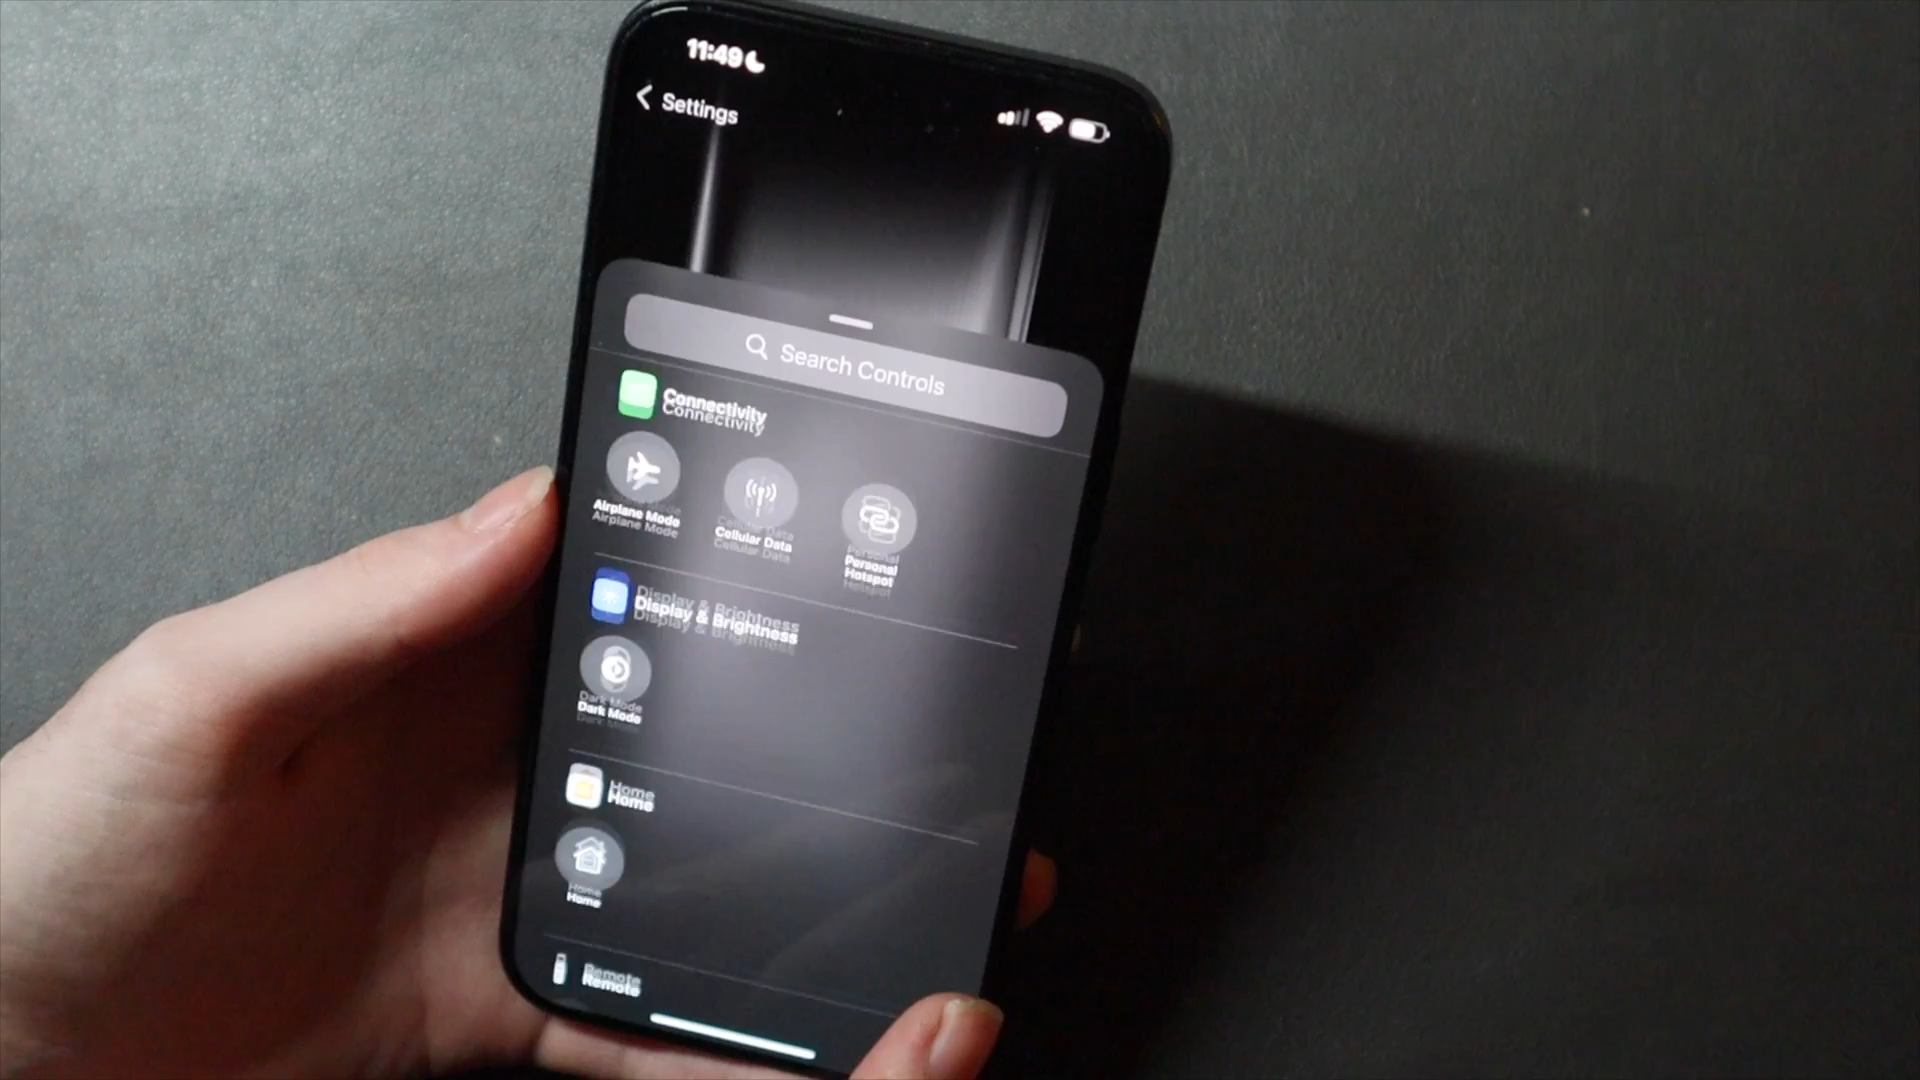 11:49
Settings
Search Controls
Connectivity
Airplane Mode
Cellular Data
Personal
Hotspot
Display & Brightness
Dark Mode
Home
Home
Remote